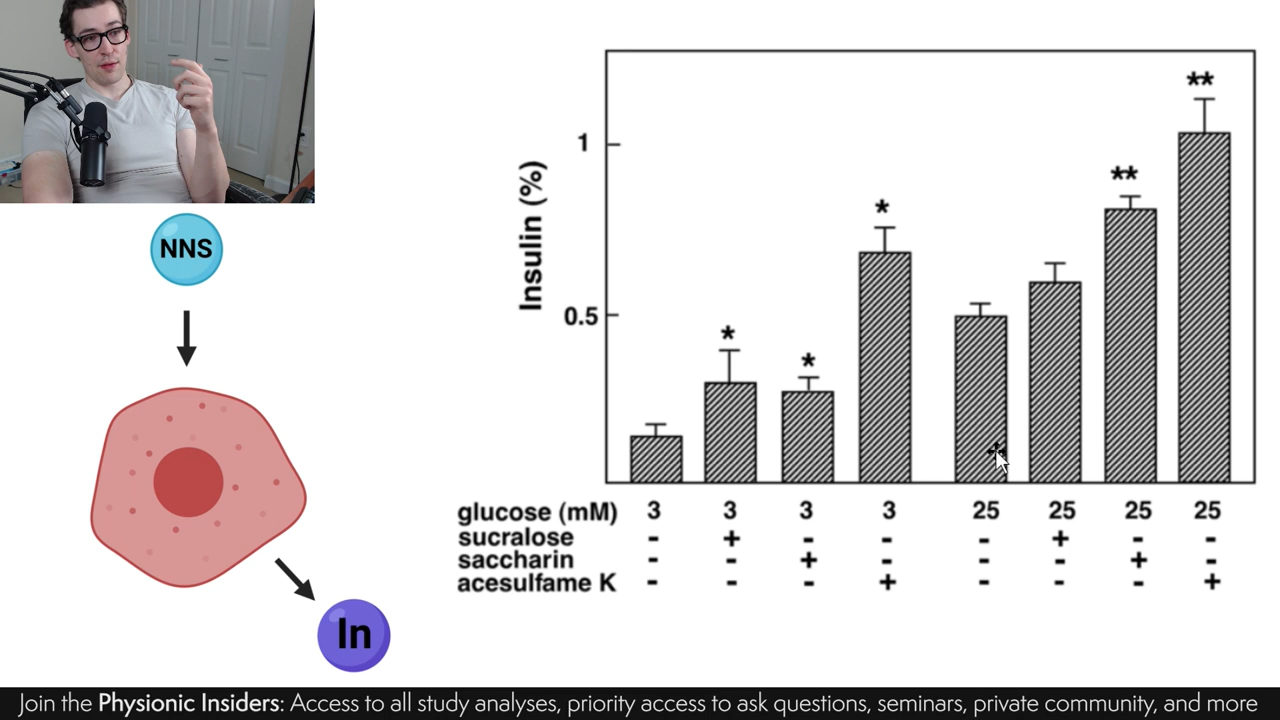 NNS
In
Insulin (%)
1
0.5
*
*
*
**
**
glucose (mM) 3 3 3 3 25 25 25 25
sucralose - + - - - + - -
saccharin - - + - - - + -
acesulfame K - - - + - - - +
Join the Physionic Insiders: Access to all study analyses, priority access to ask questions, seminars, private community, and more